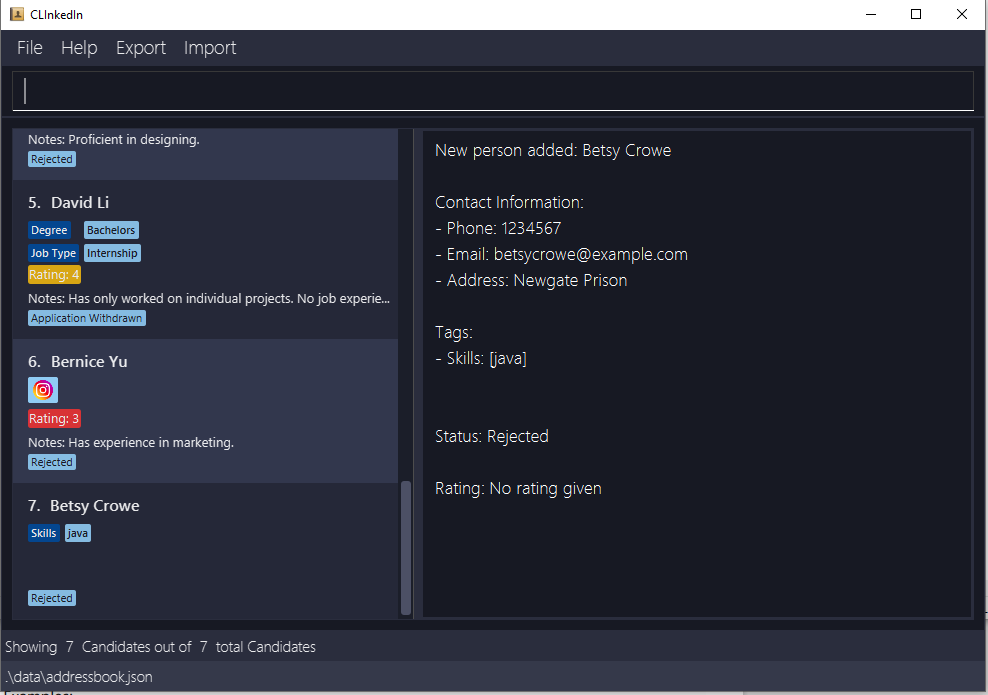 CLInkedIn
File Help Export Import
Notes: Proficient in designing.
Rejected
5. David Li
Degree Bachelors
Job Type Internship
Rating: 4
Notes: Has only worked on individual projects. No job experie...
Application Withdrawn
6. Bernice Yu
Rating: 3
Notes: Has experience in marketing.
Rejected
7. Betsy Crowe
Skills java
Rejected
New person added: Betsy Crowe
Contact Information:
- Phone: 1234567
- Email: betsycrowe@example.com
- Address: Newgate Prison
Tags:
- Skills: [java]
Status: Rejected
Rating: No rating given
Showing 7 Candidates out of 7 total Candidates
.\data\addressbook.json